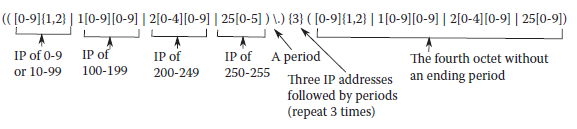 (( [0-9]{1,2} | 1[0-9][0-9] | 2[0-4][0-9] | 25[0-5] ) \.) {3} ( [0-9]{1,2} | 1[0-9][0-9] | 2[0-4][0-9] | 25[0-9])
IP of 0-9
or 10-99
IP of
100-199
IP of
200-249
IP of
250-255
A period
Three IP addresses
followed by periods
(repeat 3 times)
The fourth octet without
an ending period